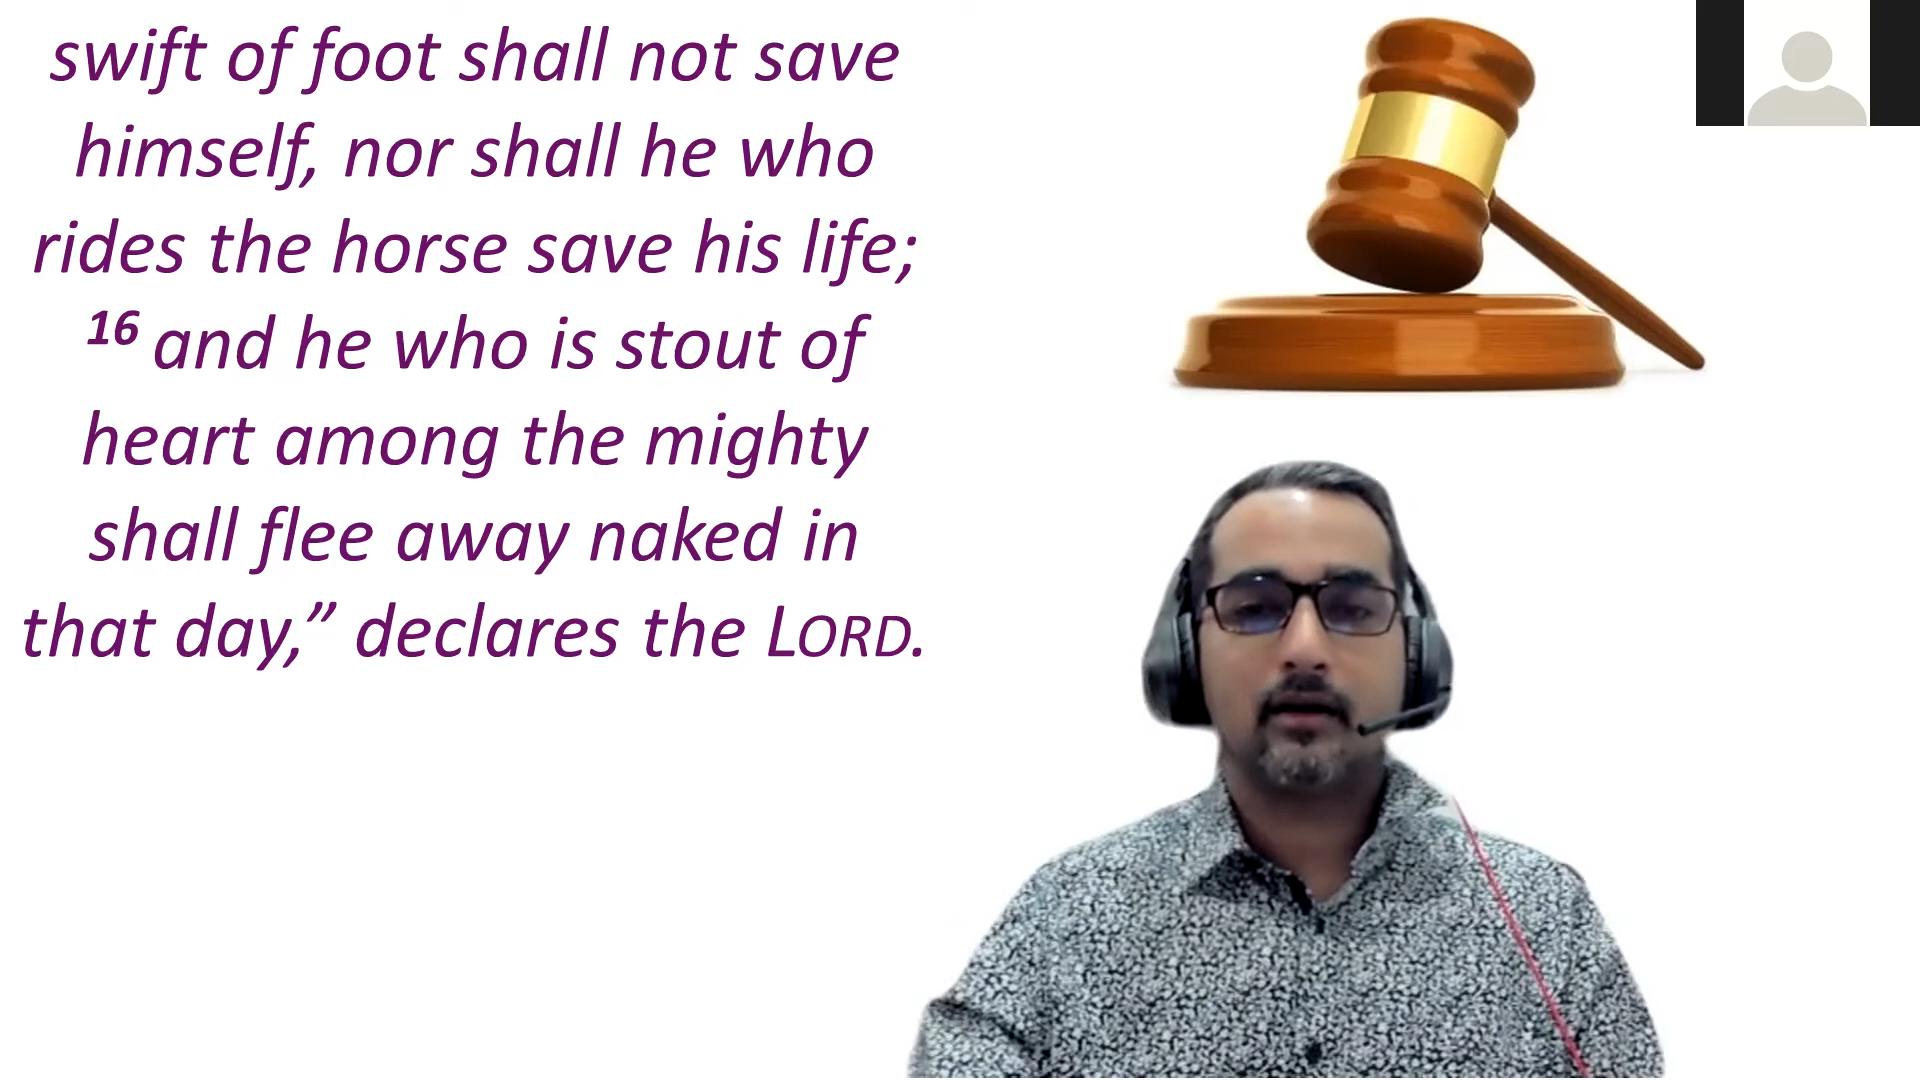 swift of foot shall not save
himself, nor shall he who
rides the horse save his life;
16 and he who is stout of
heart among the mighty
shall flee away naked in
that day,” declares the LORD.